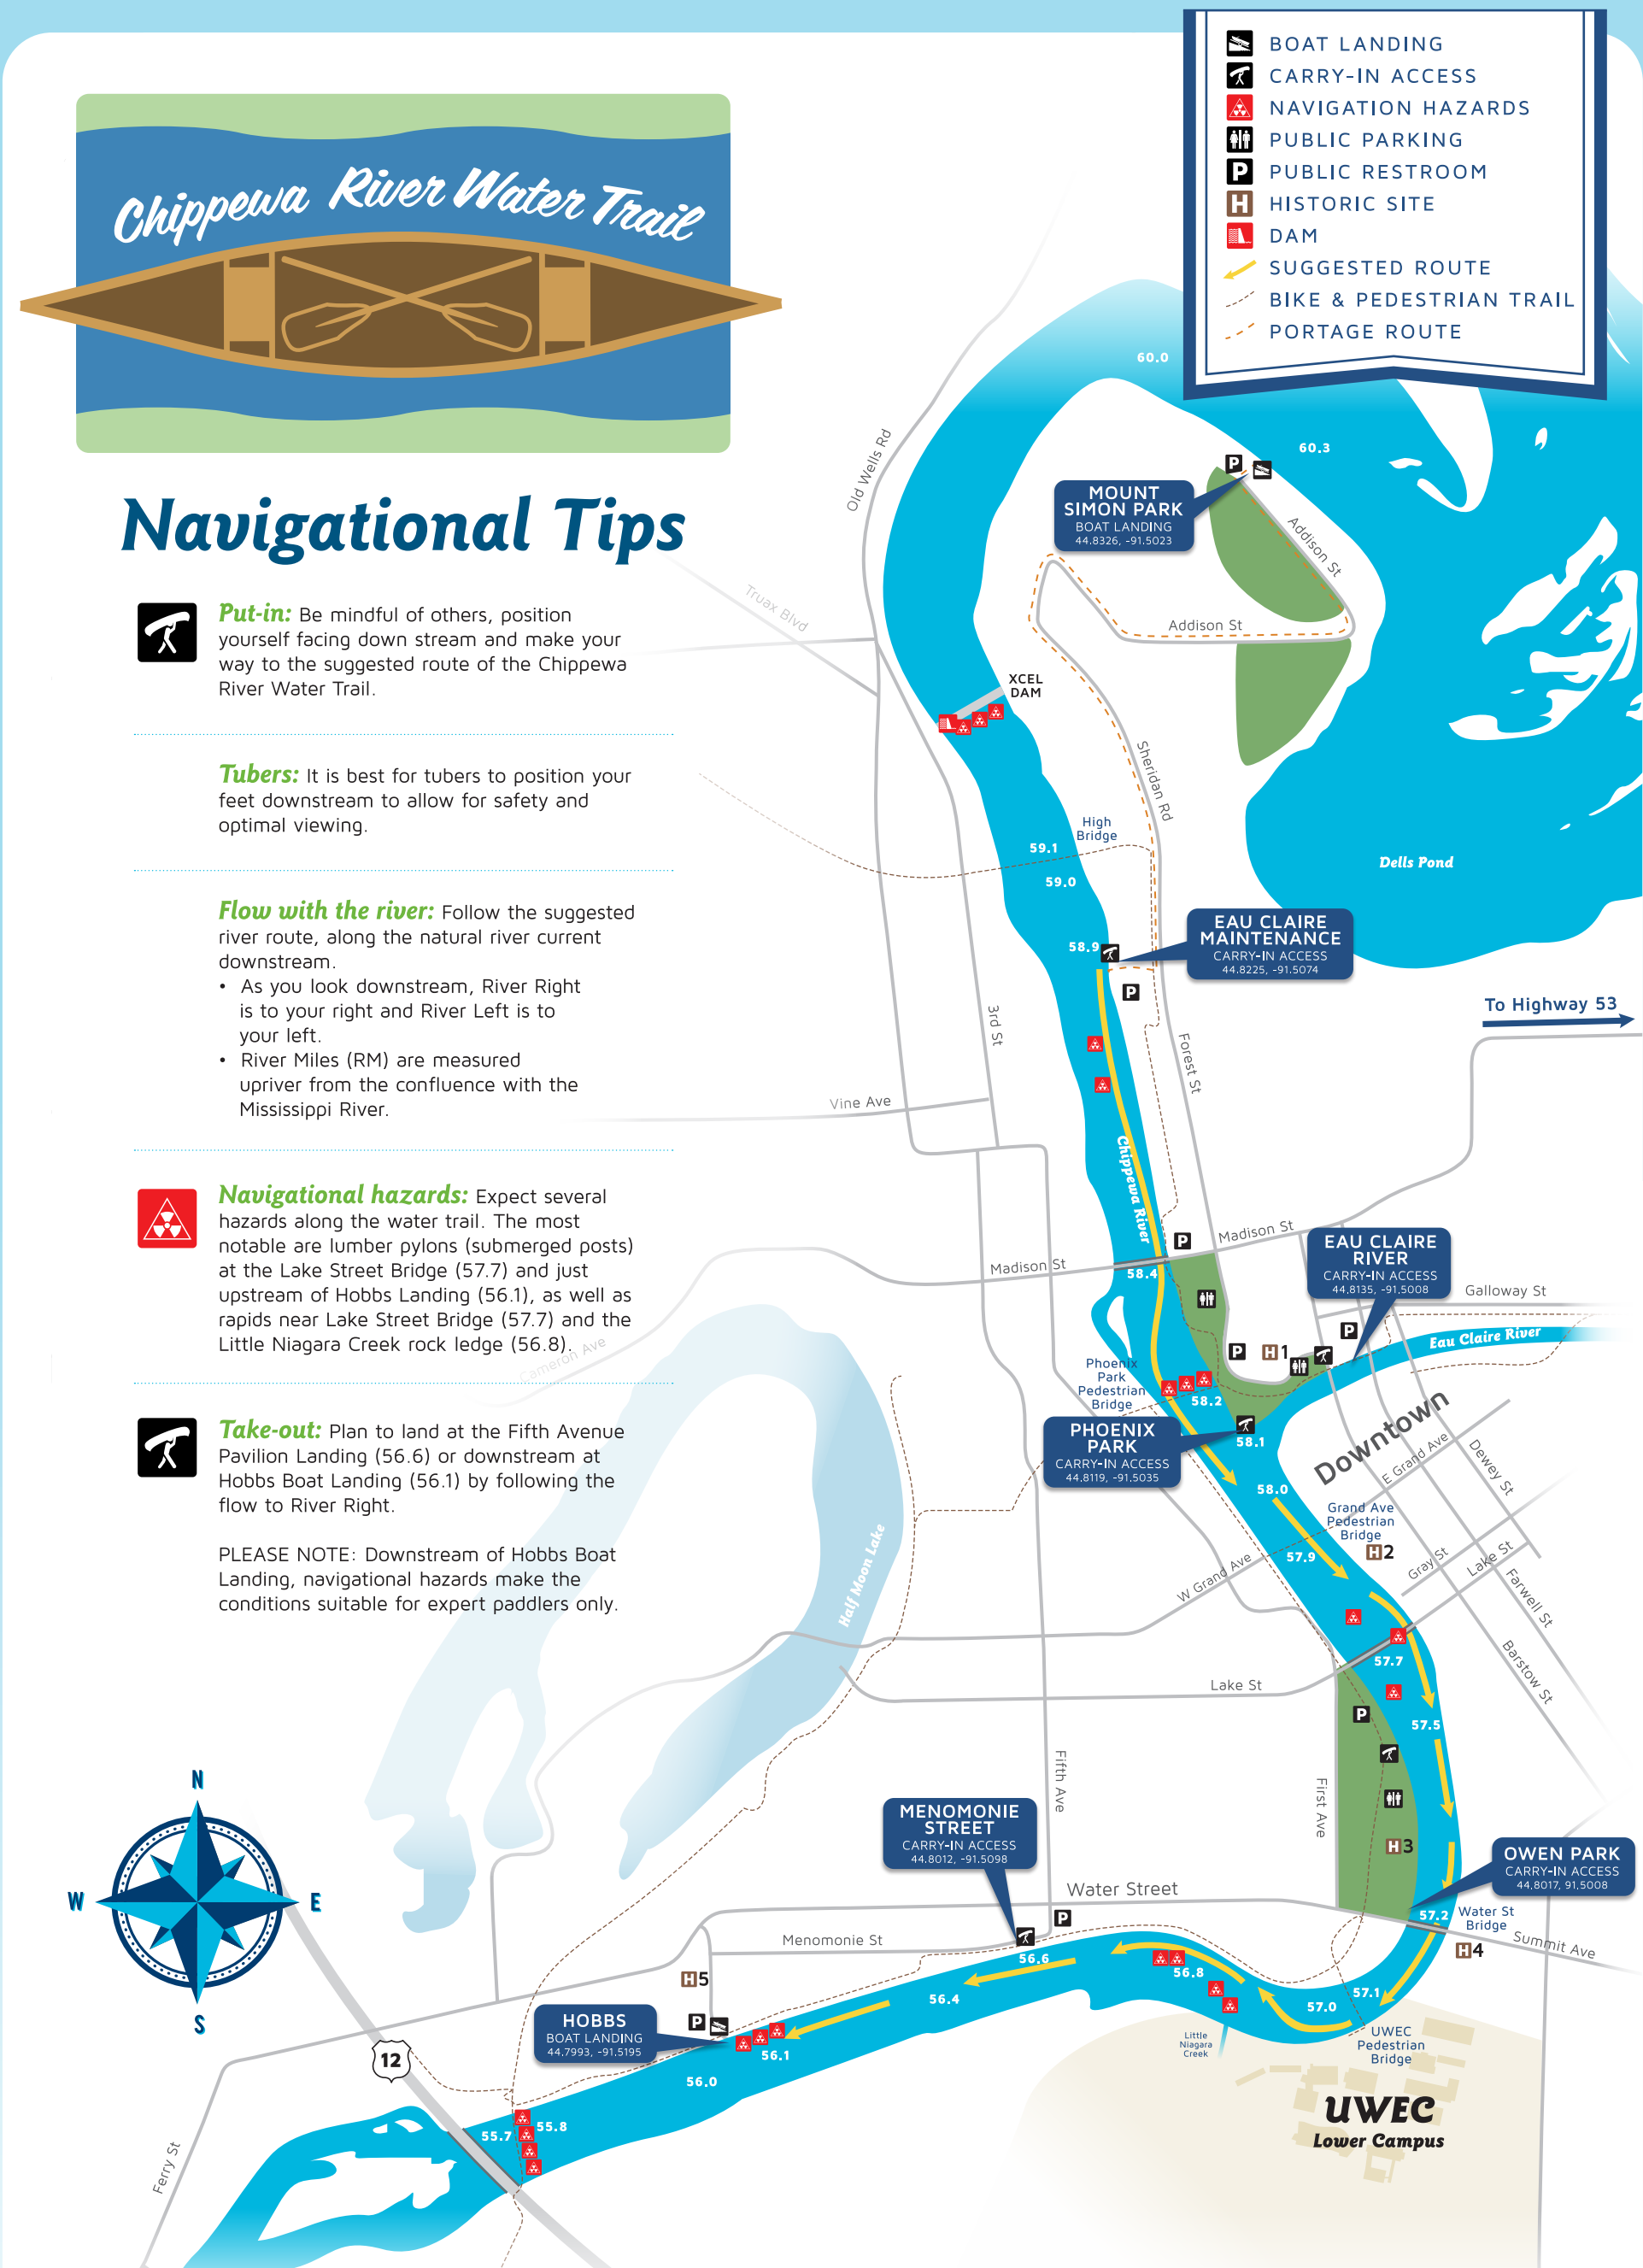 Chippewa River Water Trail
BOAT LANDING
CARRY-IN ACCESS
NAVIGATION HAZARDS
PUBLIC PARKING
P PUBLIC RESTROOM
H HISTORIC SITE
DAM
SUGGESTED ROUTE
BIKE & PEDESTRIAN TRAIL
PORTAGE ROUTE
Navigational Tips
Put-in: Be mindful of others, position
yourself facing down stream and make your
way to the suggested route of the Chippewa
River Water Trail.
Tubers: It is best for tubers to position your
feet downstream to allow for safety and
optimal viewing.
Flow with the river: Follow the suggested
river route, along the natural river current
downstream.
• As you look downstream, River Right
is to your right and River Left is to
your left.
• River Miles (RM) are measured
upriver from the confluence with the
Mississippi River.
Navigational hazards: Expect several
hazards along the water trail. The most
notable are lumber pylons (submerged posts)
at the Lake Street Bridge (57.7) and just
upstream of Hobbs Landing (56.1), as well as
rapids near Lake Street Bridge (57.7) and the
Little Niagara Creek rock ledge (56.8).
Take-out: Plan to land at the Fifth Avenue
Pavilion Landing (56.6) or downstream at
Hobbs Boat Landing (56.1) by following the
flow to River Right.
PLEASE NOTE: Downstream of Hobbs Boat
Landing, navigational hazards make the
conditions suitable for expert paddlers only.
N
W
E
S
60.0
60.3
Old Wells Rd
P
MOUNT
SIMON PARK
BOAT LANDING
44.8326, -91.5023
Addison St
Addison St
Truax Blvd
XCEL
DAM
Sheridan Rd
High
Bridge
59.1
59.0
Dells Pond
58.9
EAU CLAIRE
MAINTENANCE
CARRY-IN ACCESS
44.8225, -91.5074
P
To Highway 53
3rd St
Forest St
Vine Ave
Chippewa River
P
Madison St
Madison St
58.4
EAU CLAIRE
RIVER
CARRY-IN ACCESS
44.8135, -91.5008
Galloway St
P
Eau Claire River
P
H1
Cameron Ave
Phoenix
Park
Pedestrian
Bridge
58.2
PHOENIX
PARK
CARRY-IN ACCESS
44.8119, -91.5035
58.1
Downtown
E Grand Ave
Dewey St
58.0
Grand Ave
Pedestrian
Bridge
H2
57.9
Gray St
Lake St
W Grand Ave
Farwell St
Half Moon Lake
57.7
Barstow St
Lake St
P
57.5
Fifth Ave
First Ave
H3
MENOMONIE
STREET
CARRY-IN ACCESS
44.8012, -91.5098
OWEN PARK
CARRY-IN ACCESS
44.8017, 91.5008
Water Street
P
57.2
Water St
Bridge
Summit Ave
H4
Menomonie St
56.6
56.8
57.1
57.0
H5
56.4
Little
Niagara
Creek
UWEC
Pedestrian
Bridge
HOBBS
BOAT LANDING
44.7993, -91.5195
P
56.1
56.0
12
UWEC
Lower Campus
55.8
55.7
Ferry St